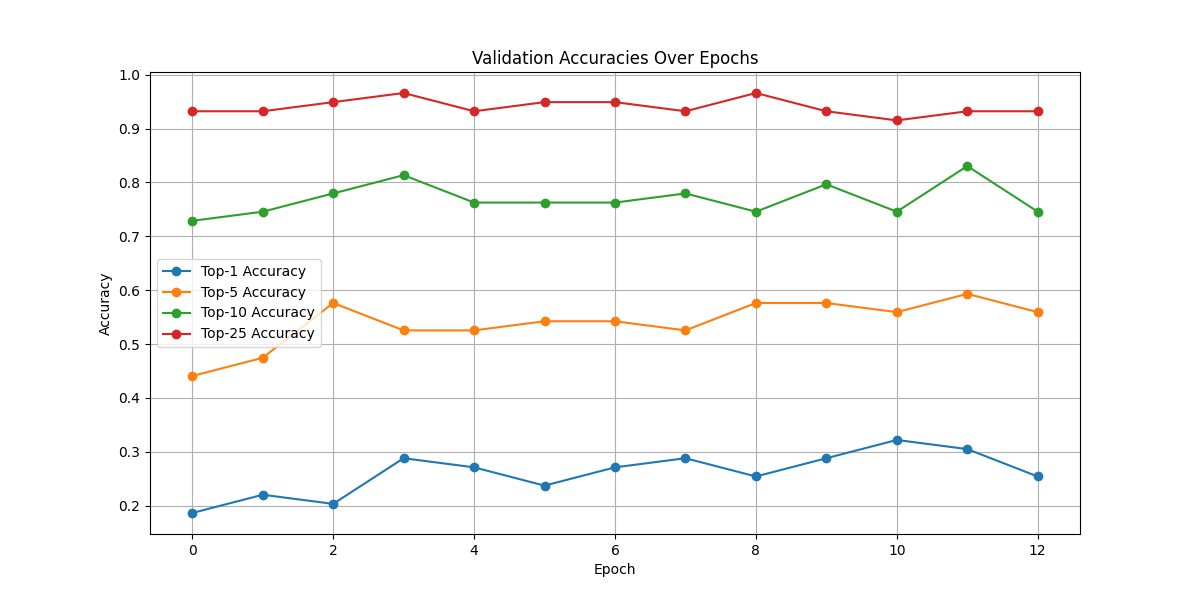 Validation Accuracies Over Epochs
1.0
0.9
0.8
0.7
0.6
0.5
0.4
0.3
0.2
Accuracy
Top-1 Accuracy
Top-5 Accuracy
Top-10 Accuracy
Top-25 Accuracy
0 2 4 6 8 10 12
Epoch